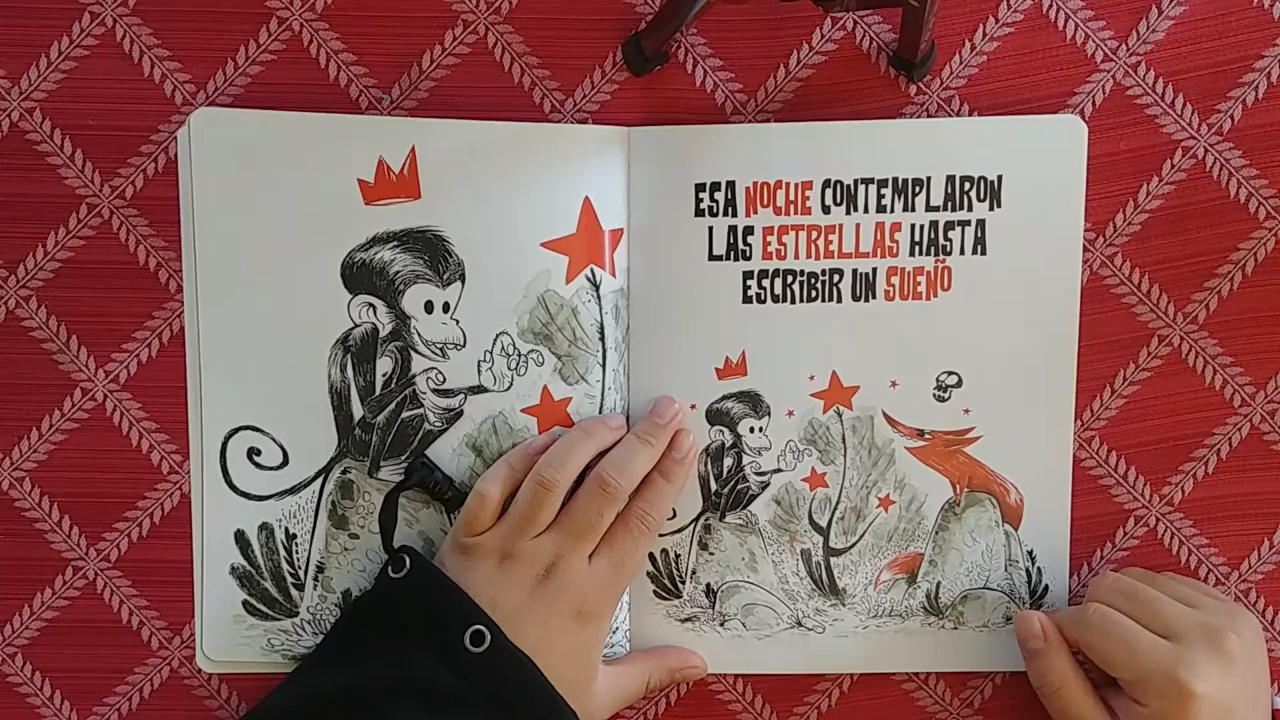 ESA NOCHE CONTEMPLARON
LAS ESTRELLAS HASTA
ESCRIBIR UN SUEÑO